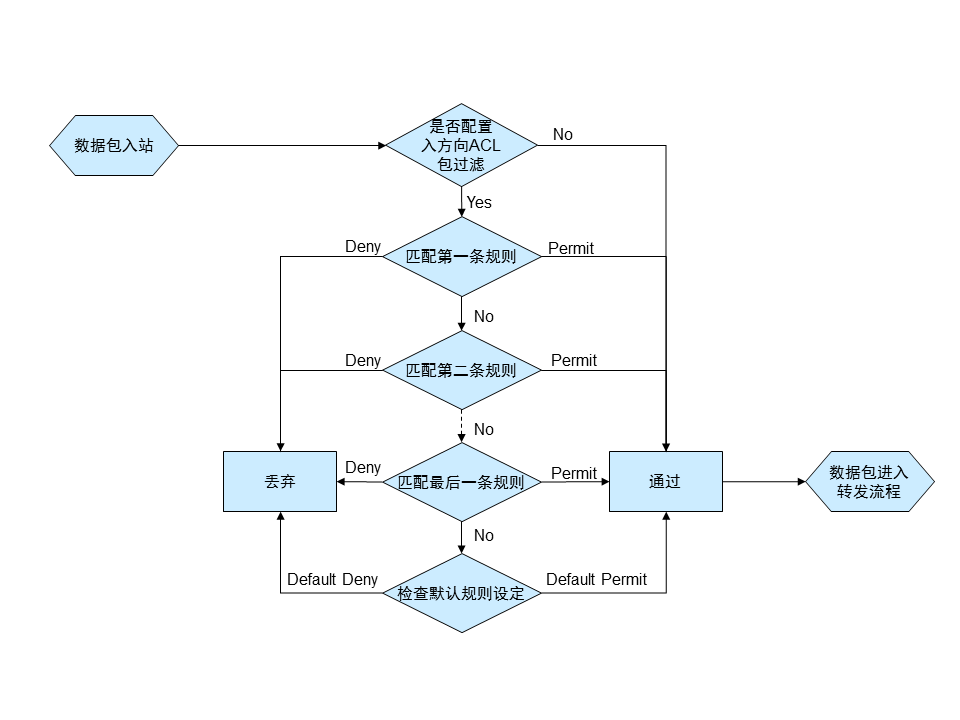 是否配置
入方向ACL
包过滤
数据包入站
No
Yes
Deny
匹配第一条规则
Permit
No
Deny
匹配第二条规则
Permit
No
Deny
匹配最后一条规则
Permit
丢弃
通过
数据包进入
转发流程
No
Default Deny
检查默认规则设定
Default Permit